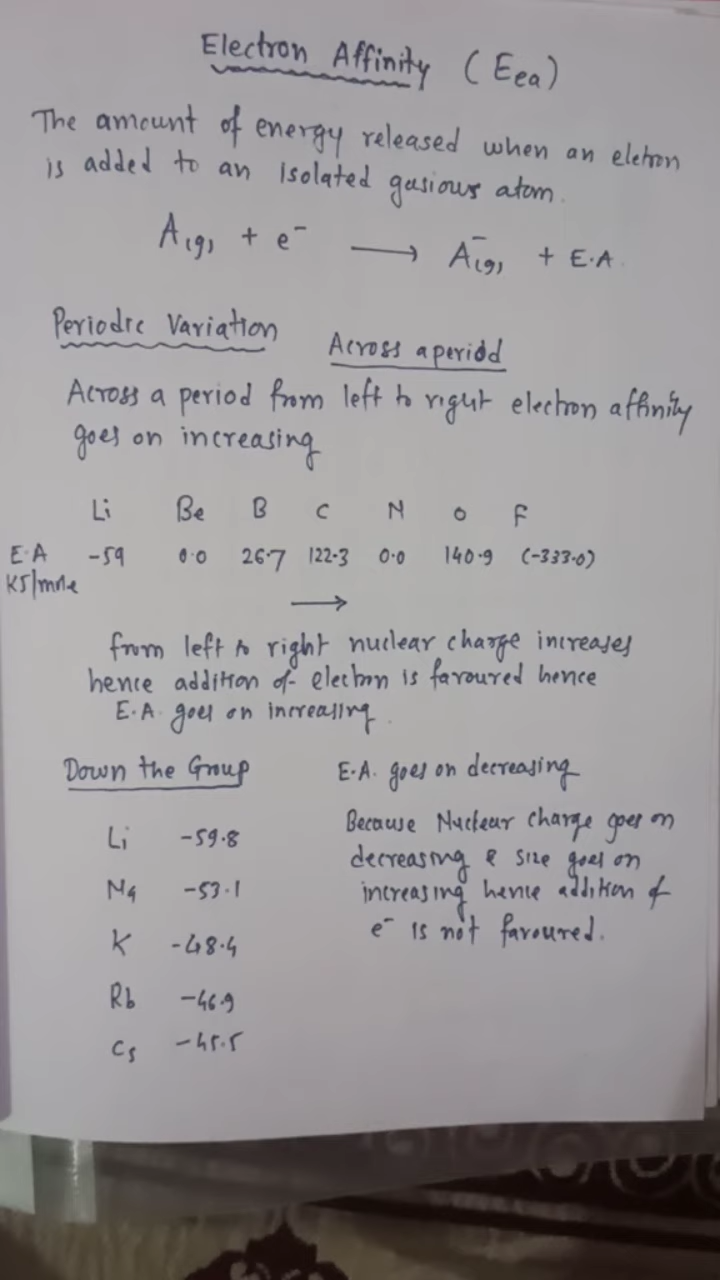 Electron Affinity (Eea)
The amount of energy released when an eletron
is added to an isolated gasious atom.
A(g) + e⁻ ⟶ A⁻(g) + E.A
Periodic Variation
Across a period
Across a period from left to right electron affinity
goes on increasing
Li Be B C N O F
E.A -59 0.0 26.7 122.3 0.0 140.9 (-333.0)
KJ/mole
⟶
from left to right nuclear charge increases
hence addition of electron is favoured hence
E.A. goes on increasing.
Down the Group
E.A. goes on decreasing
Because Nuclear charge goes on
decreasing & size goes on
increasing hence addition of
e⁻ is not favoured.
Li -59.8
Na -53.1
K -48.4
Rb -46.9
Cs -45.5